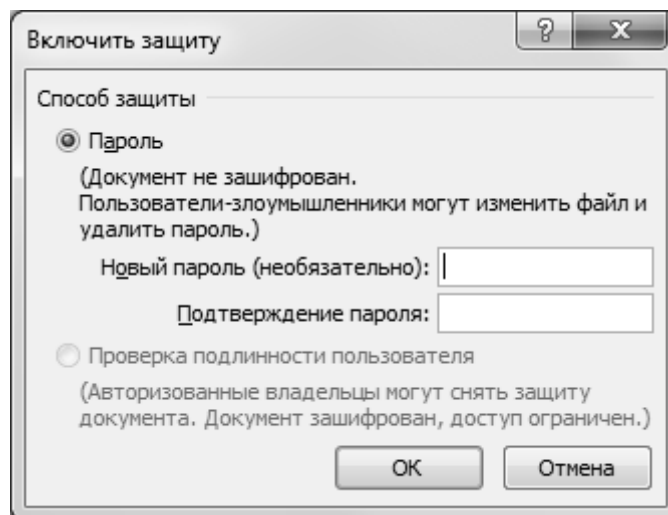 Включить защиту
Способ защиты
Пароль
(Документ не зашифрован.
Пользователи-злоумышленники могут изменить файл и
удалить пароль.)
Новый пароль (необязательно):
Подтверждение пароля:
Проверка подлинности пользователя
(Авторизованные владельцы могут снять защиту
документа. Документ зашифрован, доступ ограничен.)
ОК Отмена